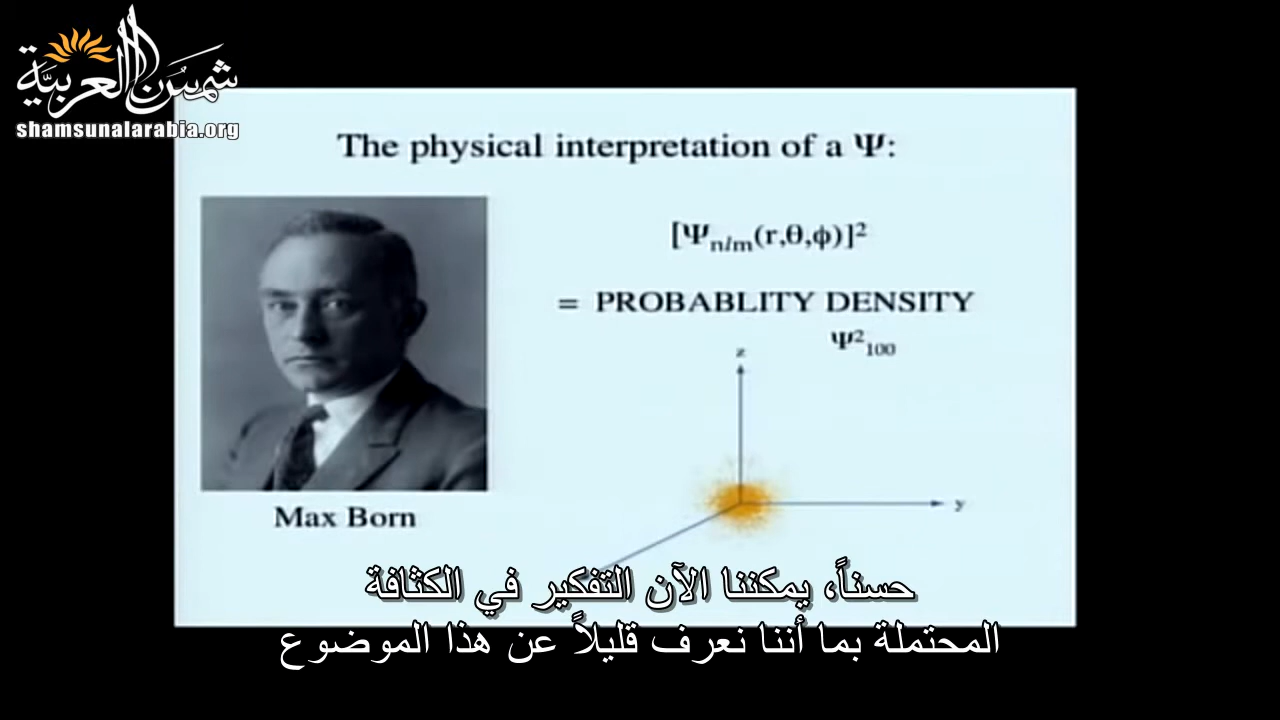 شمس العربية
shamsunalarabia.org
The physical interpretation of a Ψ:
[Ψnlm(r,θ,ϕ)]²
= PROBABLITY DENSITY
Ψ²100
z
y
Max Born
حسناً، يمكننا الآن التفكير في الكثافة
المحتملة بما أننا نعرف قليلاً عن هذا الموضوع